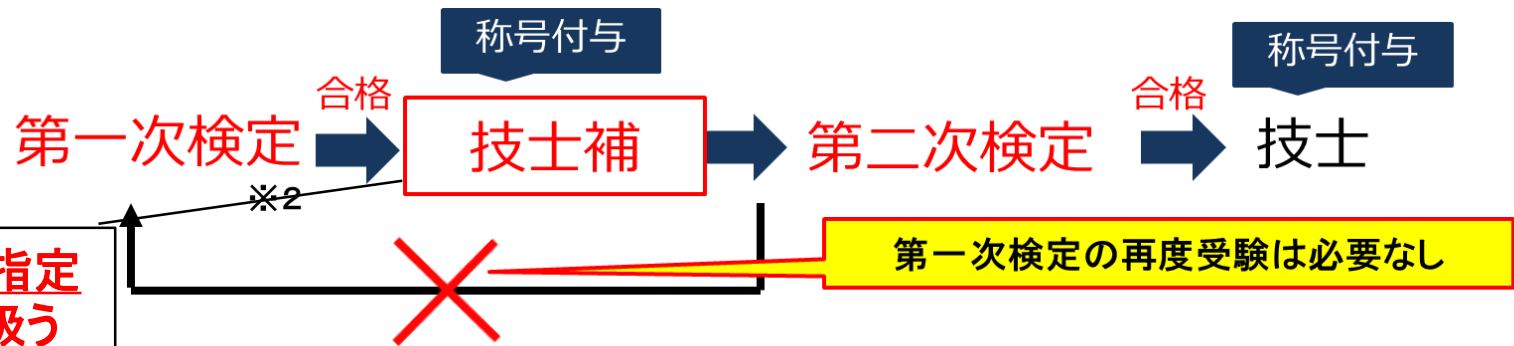 称号付与
称号付与
合格
合格
第一次検定
技士補
第二次検定
技士
※2
第一次検定の再度受験は必要なし
指定
扱う